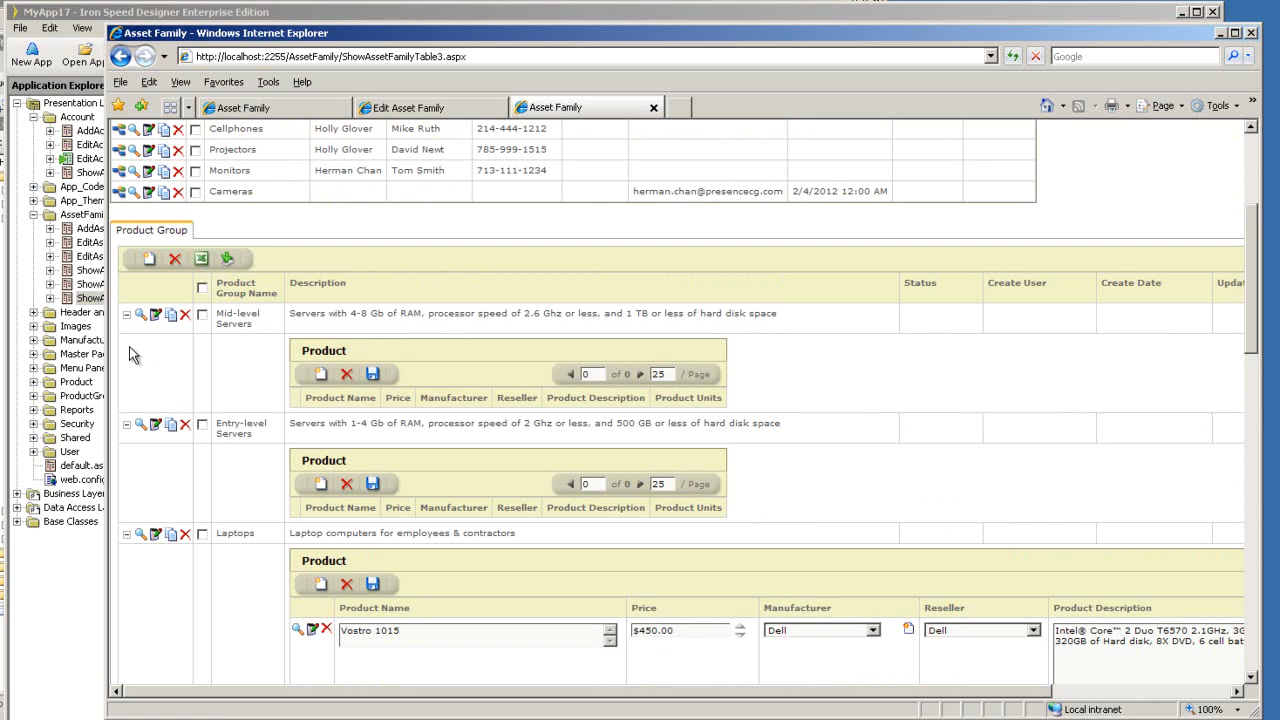 MyApp17 - Iron Speed Designer Enterprise Edition
File Edit View
New App Open App
Application Explore
Presentation L
Account
AddAc
EditAc
EditAc
ShowA
App_Code
App_Them
AssetFami
AddAs
EditAs
EditAs
ShowA
ShowA
ShowA
Header an
Images
Manufactu
Master Pag
Menu Pane
Product
ProductGro
Reports
Security
Shared
User
default.as
web.config
Business Layer
Data Access L
Base Classes
Asset Family - Windows Internet Explorer
http://localhost:2255/AssetFamily/ShowAssetFamilyTable3.aspx
Google
File Edit View Favorites Tools Help
Asset Family Edit Asset Family Asset Family
Page Tools
Cellphones Holly Glover Mike Ruth 214-444-1212
Projectors Holly Glover David Newt 785-999-1515
Monitors Herman Chan Tom Smith 713-111-1234
Cameras herman.chan@presencecg.com 2/4/2012 12:00 AM
Product Group
Product Group Name Description Status Create User Create Date Updat
Mid-level Servers Servers with 4-8 Gb of RAM, processor speed of 2.6 Ghz or less, and 1 TB or less of hard disk space
Product
0 of 0 25 / Page
Product Name Price Manufacturer Reseller Product Description Product Units
Entry-level Servers Servers with 1-4 Gb of RAM, processor speed of 2 Ghz or less, and 500 GB or less of hard disk space
Product
0 of 0 25 / Page
Product Name Price Manufacturer Reseller Product Description Product Units
Laptops Laptop computers for employees & contractors
Product
Product Name Price Manufacturer Reseller Product Description
Vostro 1015 $450.00 Dell Dell Intel® Core™ 2 Duo T6570 2.1GHz, 3G
320GB of Hard disk, 8X DVD, 6 cell bat
Local intranet 100%